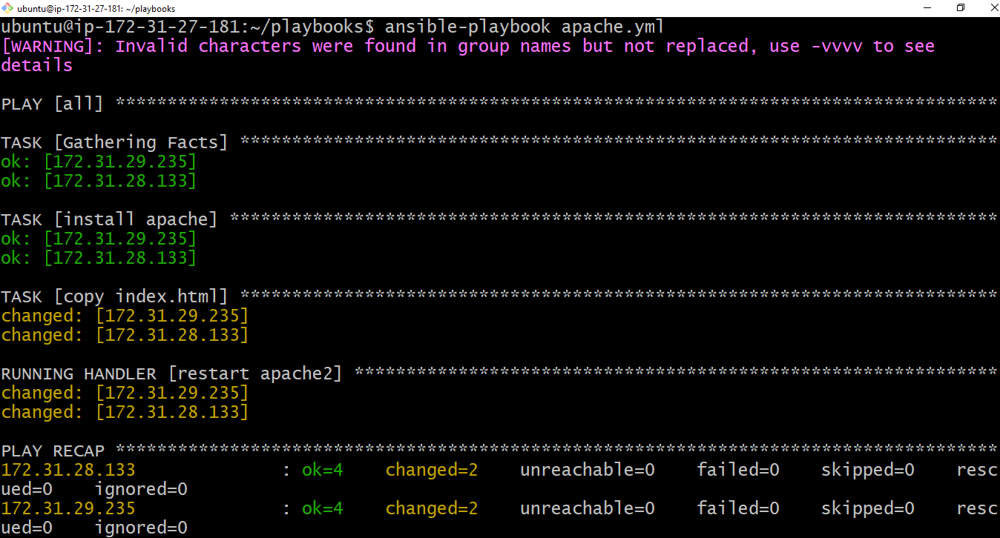 ubuntu@ip-172-31-27-181: ~/playbooks
ubuntu@ip-172-31-27-181:~/playbooks$ ansible-playbook apache.yml
[WARNING]: Invalid characters were found in group names but not replaced, use -vvvv to see
details
PLAY [all] *************************************************************************************
TASK [Gathering Facts] *************************************************************************
ok: [172.31.29.235]
ok: [172.31.28.133]
TASK [install apache] **************************************************************************
ok: [172.31.29.235]
ok: [172.31.28.133]
TASK [copy index.html] *************************************************************************
changed: [172.31.29.235]
changed: [172.31.28.133]
RUNNING HANDLER [restart apache2] **************************************************************
changed: [172.31.29.235]
changed: [172.31.28.133]
PLAY RECAP *************************************************************************************
172.31.28.133              : ok=4    changed=2    unreachable=0    failed=0    skipped=0    resc
ued=0    ignored=0
172.31.29.235              : ok=4    changed=2    unreachable=0    failed=0    skipped=0    resc
ued=0    ignored=0